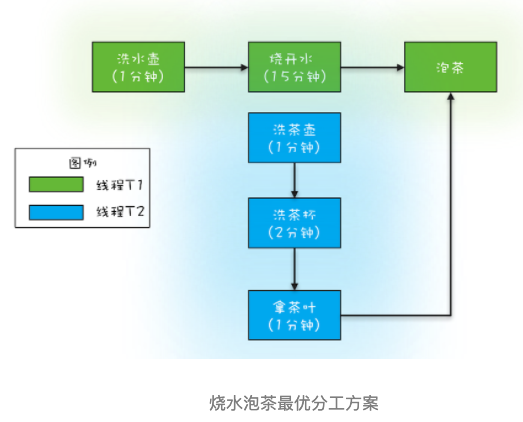 洗水壶
(1分钟)
烧开水
(15分钟)
泡茶
洗茶壶
(1分钟)
图例
线程T1
线程T2
洗茶杯
(2分钟)
拿茶叶
(1分钟)
烧水泡茶最优分工方案